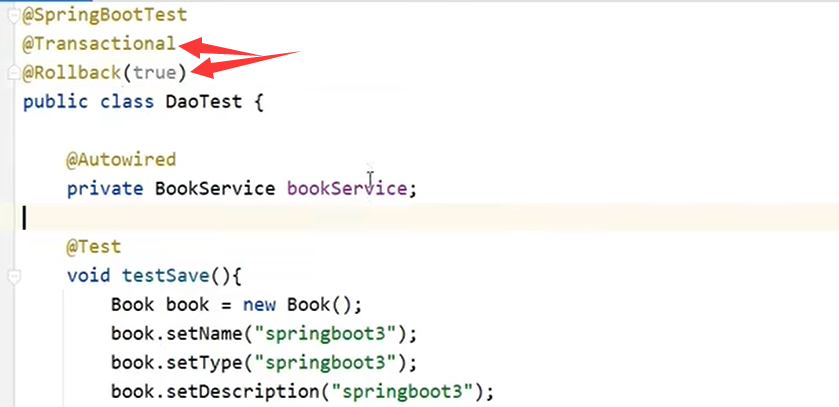 @SpringBootTest
@Transactional
@Rollback(true)
public class DaoTest {
@Autowired
private BookService bookService;
@Test
void testSave(){
Book book = new Book();
book.setName("springboot3");
book.setType("springboot3");
book.setDescription("springboot3");